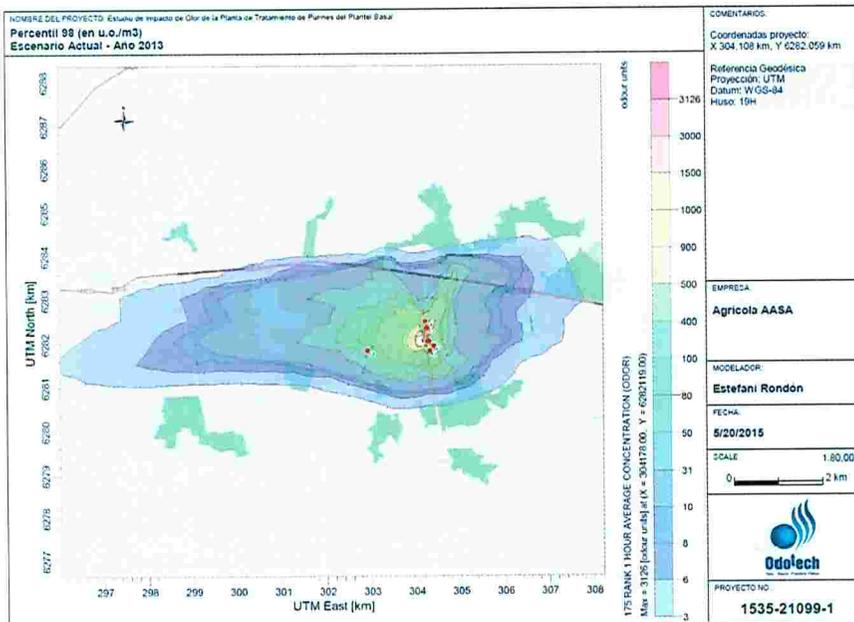 NOMBRE DEL PROYECTO: Estudio de Impacto de Olor de la Planta de Tratamiento de Purines del Plantel Basal
Percentil 98 (en u.o./m3)
Escenario Actual - Año 2013
COMENTARIOS:
Coordenadas proyecto:
X 304.108 km, Y 6282.059 km
Referencia Geodésica
Proyección: UTM
Datum: WGS-84
Huso: 19H
EMPRESA:
Agricola AASA
MODELADOR:
Estefani Rondón
FECHA:
5/20/2015
SCALE
1:80,00
0
2 km
Odotech
PROYECTO NO.
1535-21099-1
UTM North [km]
6288
6287
6286
6285
6284
6283
6282
6281
6280
6279
6278
6277
297
298
299
300
301
302
303
304
305
306
307
308
UTM East [km]
odour units
3126
3000
1500
1000
900
500
400
100
80
50
31
10
8
6
3
175 RANK 1 HOUR AVERAGE CONCENTRATION (ODOR)
Max = 3126 [odour units] at (X = 304178.00, Y = 6282119.00)